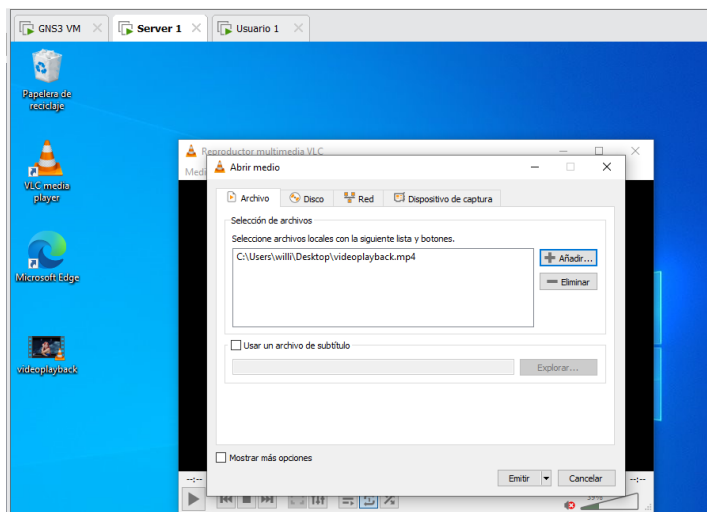 GNS3 VM
Server 1
Usuario 1
Papelera de
reciclaje
VLC media
player
Microsoft Edge
videoplayback
Reproductor multimedia VLC
Medi
Abrir medio
Archivo
Disco
Red
Dispositivo de captura
Selección de archivos
Seleccione archivos locales con la siguiente lista y botones.
C:\Users\willi\Desktop\videoplayback.mp4
Añadir...
Eliminar
Usar un archivo de subtítulo
Explorar...
Mostrar más opciones
Emitir
Cancelar
--:--
--:--